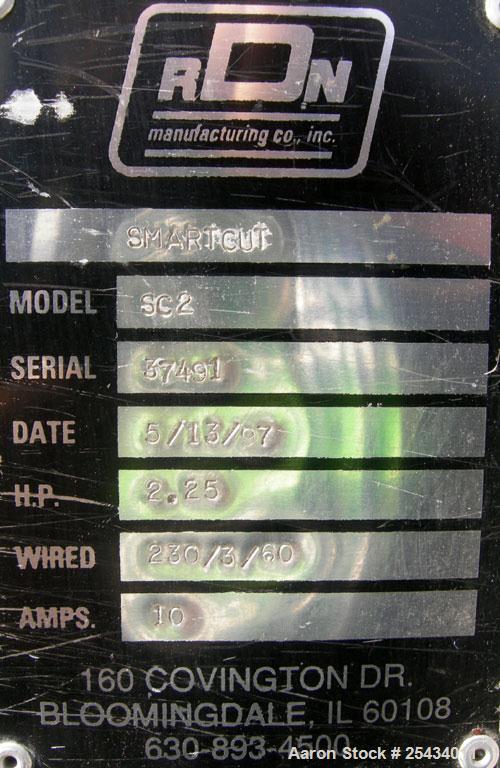 RDN
manufacturing co., inc.
SMARTCUT
MODEL SC2
SERIAL 37491
DATE 5/13/97
H.P. 2.25
WIRED 230/3/60
AMPS. 10
160 COVINGTON DR.
BLOOMINGDALE, IL 60108
630-893-4500
Aaron Stock # 254340